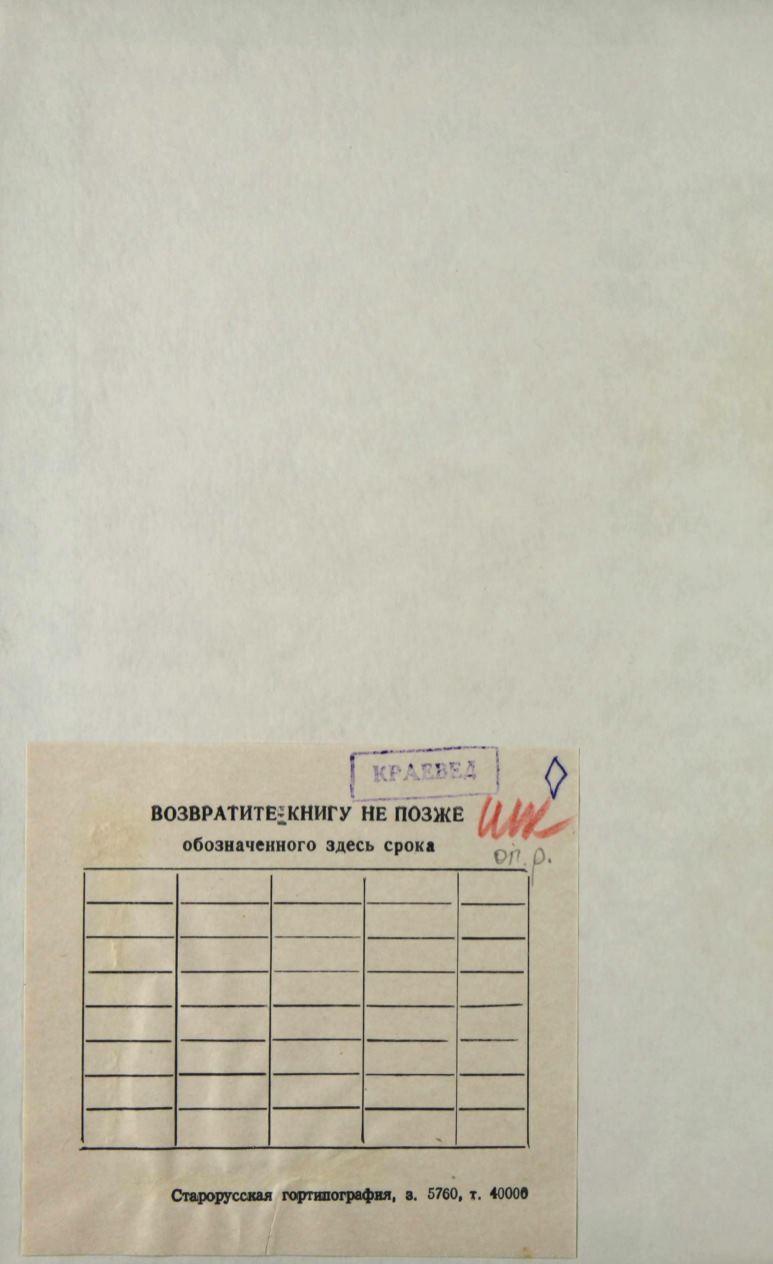 КРАЕВЕД
ВОЗВРАТИТЕ КНИГУ НЕ ПОЗЖЕ
обозначенного здесь срока
оп. р.
Старорусская гортипография, з. 5760, т. 40000